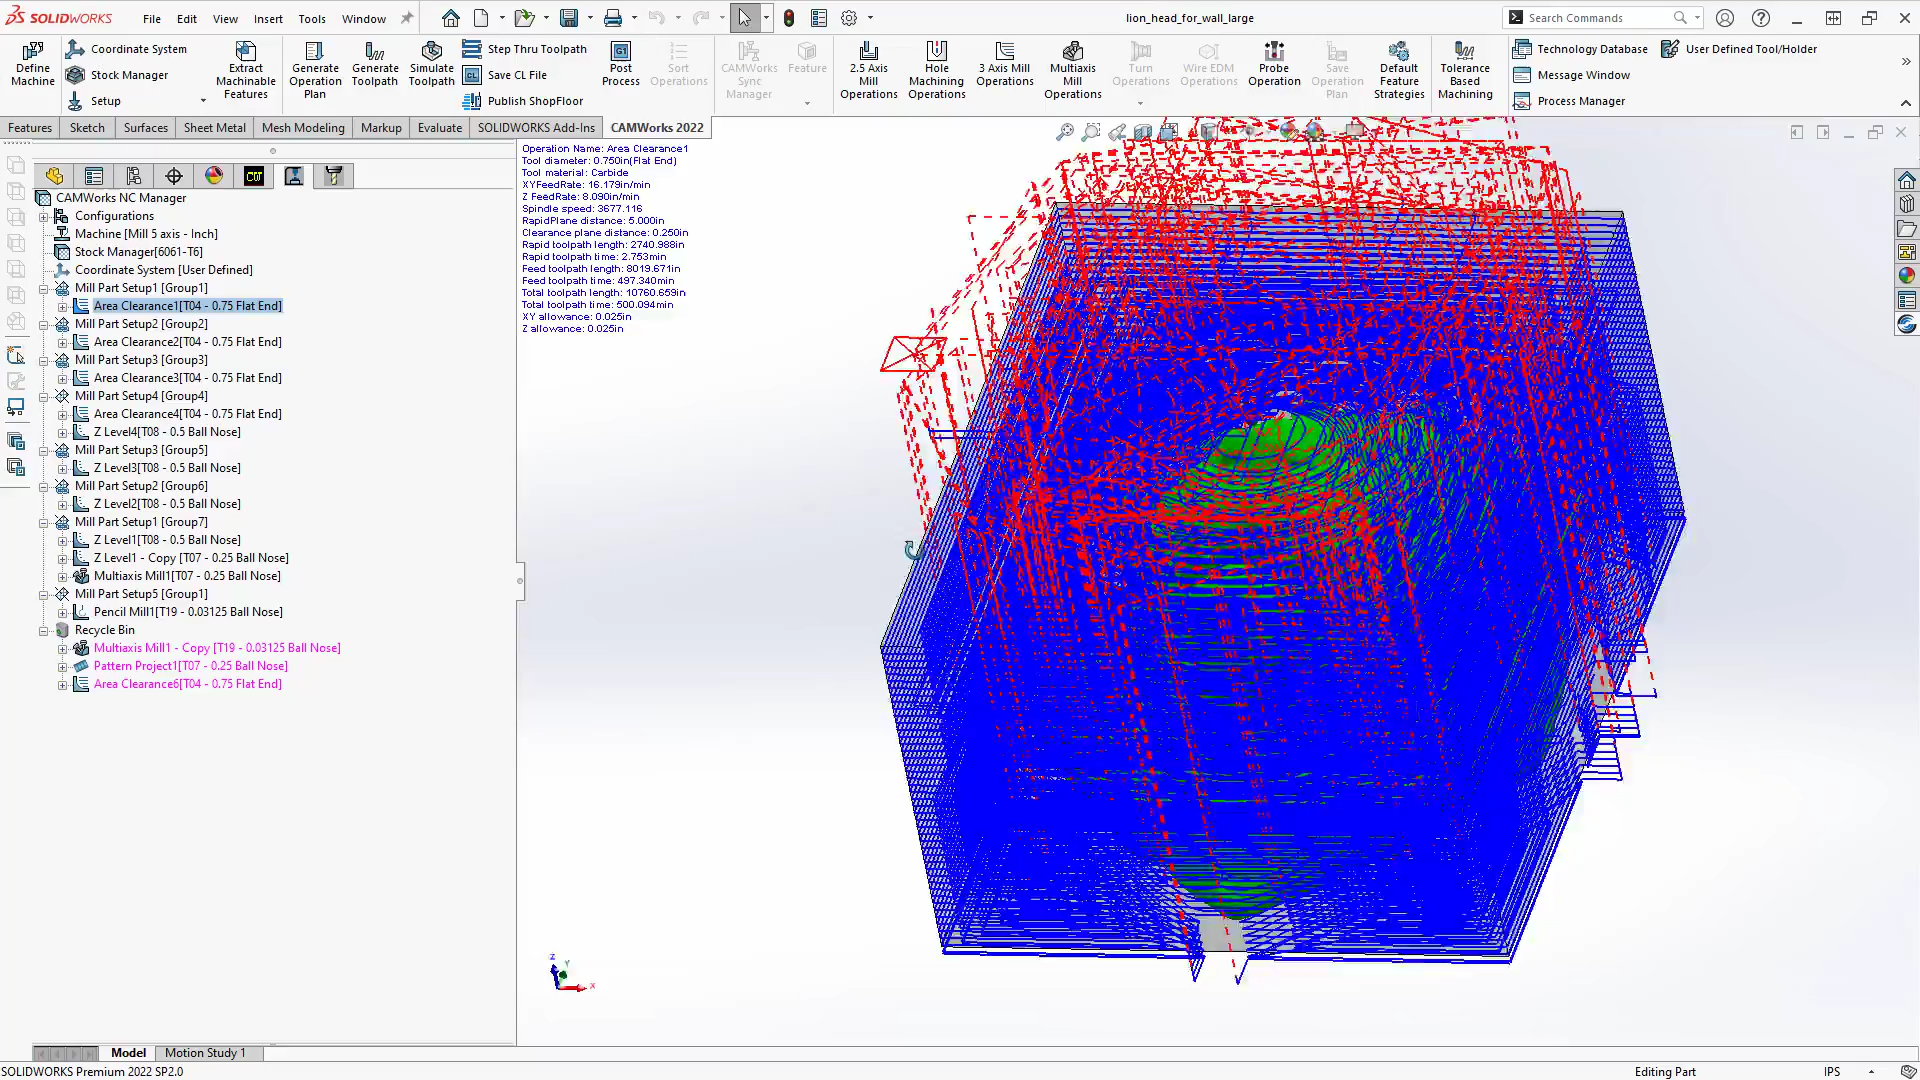 SOLIDWORKS
File Edit View Insert Tools Window
lion_head_for_wall_large
Search Commands
Define Machine
Coordinate System
Stock Manager
Setup
Extract Machinable Features
Generate Operation Plan
Generate Toolpath
Simulate Toolpath
Step Thru Toolpath
Save CL File
Publish ShopFloor
Post Process
Sort Operations
CAMWorks Sync Manager
Feature
2.5 Axis Mill Operations
Hole Machining Operations
3 Axis Mill Operations
Multiaxis Mill Operations
Turn Operations
Wire EDM Operations
Probe Operation
Save Operation Plan
Default Feature Strategies
Tolerance Based Machining
Technology Database
User Defined Tool/Holder
Message Window
Process Manager
Features Sketch Surfaces Sheet Metal Mesh Modeling Markup Evaluate SOLIDWORKS Add-Ins CAMWorks 2022
CAMWorks NC Manager
Configurations
Machine [Mill 5 axis - Inch]
Stock Manager[6061-T6]
Coordinate System [User Defined]
Mill Part Setup1 [Group1]
Area Clearance1[T04 - 0.75 Flat End]
Mill Part Setup2 [Group2]
Area Clearance2[T04 - 0.75 Flat End]
Mill Part Setup3 [Group3]
Area Clearance3[T04 - 0.75 Flat End]
Mill Part Setup4 [Group4]
Area Clearance4[T04 - 0.75 Flat End]
Z Level4[T08 - 0.5 Ball Nose]
Mill Part Setup3 [Group5]
Z Level3[T08 - 0.5 Ball Nose]
Mill Part Setup2 [Group6]
Z Level2[T08 - 0.5 Ball Nose]
Mill Part Setup1 [Group7]
Z Level1[T08 - 0.5 Ball Nose]
Z Level1 - Copy [T07 - 0.25 Ball Nose]
Multiaxis Mill1[T07 - 0.25 Ball Nose]
Mill Part Setup5 [Group1]
Pencil Mill1[T19 - 0.03125 Ball Nose]
Recycle Bin
Multiaxis Mill1 - Copy [T19 - 0.03125 Ball Nose]
Pattern Project1[T07 - 0.25 Ball Nose]
Area Clearance6[T04 - 0.75 Flat End]
Operation Name: Area Clearance1
Tool diameter: 0.750in(Flat End)
Tool material: Carbide
XYFeedRate: 16.179in/min
Z FeedRate: 8.090in/min
Spindle speed: 3677.116
RapidPlane distance: 5.000in
Clearance plane distance: 0.250in
Rapid toolpath length: 2740.988in
Rapid toolpath time: 2.753min
Feed toolpath length: 8019.671in
Feed toolpath time: 497.340min
Total toolpath length: 10760.659in
Total toolpath time: 500.094min
XY allowance: 0.025in
Z allowance: 0.025in
Z
Y
X
Model Motion Study 1
SOLIDWORKS Premium 2022 SP2.0
Editing Part
IPS